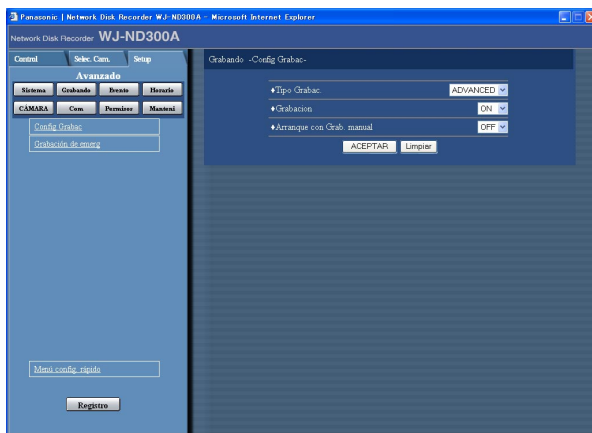 Panasonic | Network Disk Recorder WJ-ND300A - Microsoft Internet Explorer
Network Disk Recorder WJ-ND300A
Control Selec. Cam. Setup
Avanzado
Sistema Grabando Evento Horario
CÁMARA Com Permisos Manteni
Config Grabac
Grabación de emerg
Menú config. rápido
Registro
Grabando -Config Grabac-
♦Tipo Grabac. ADVANCED
♦Grabacion ON
♦Arranque con Grab. manual OFF
ACEPTAR Limpiar